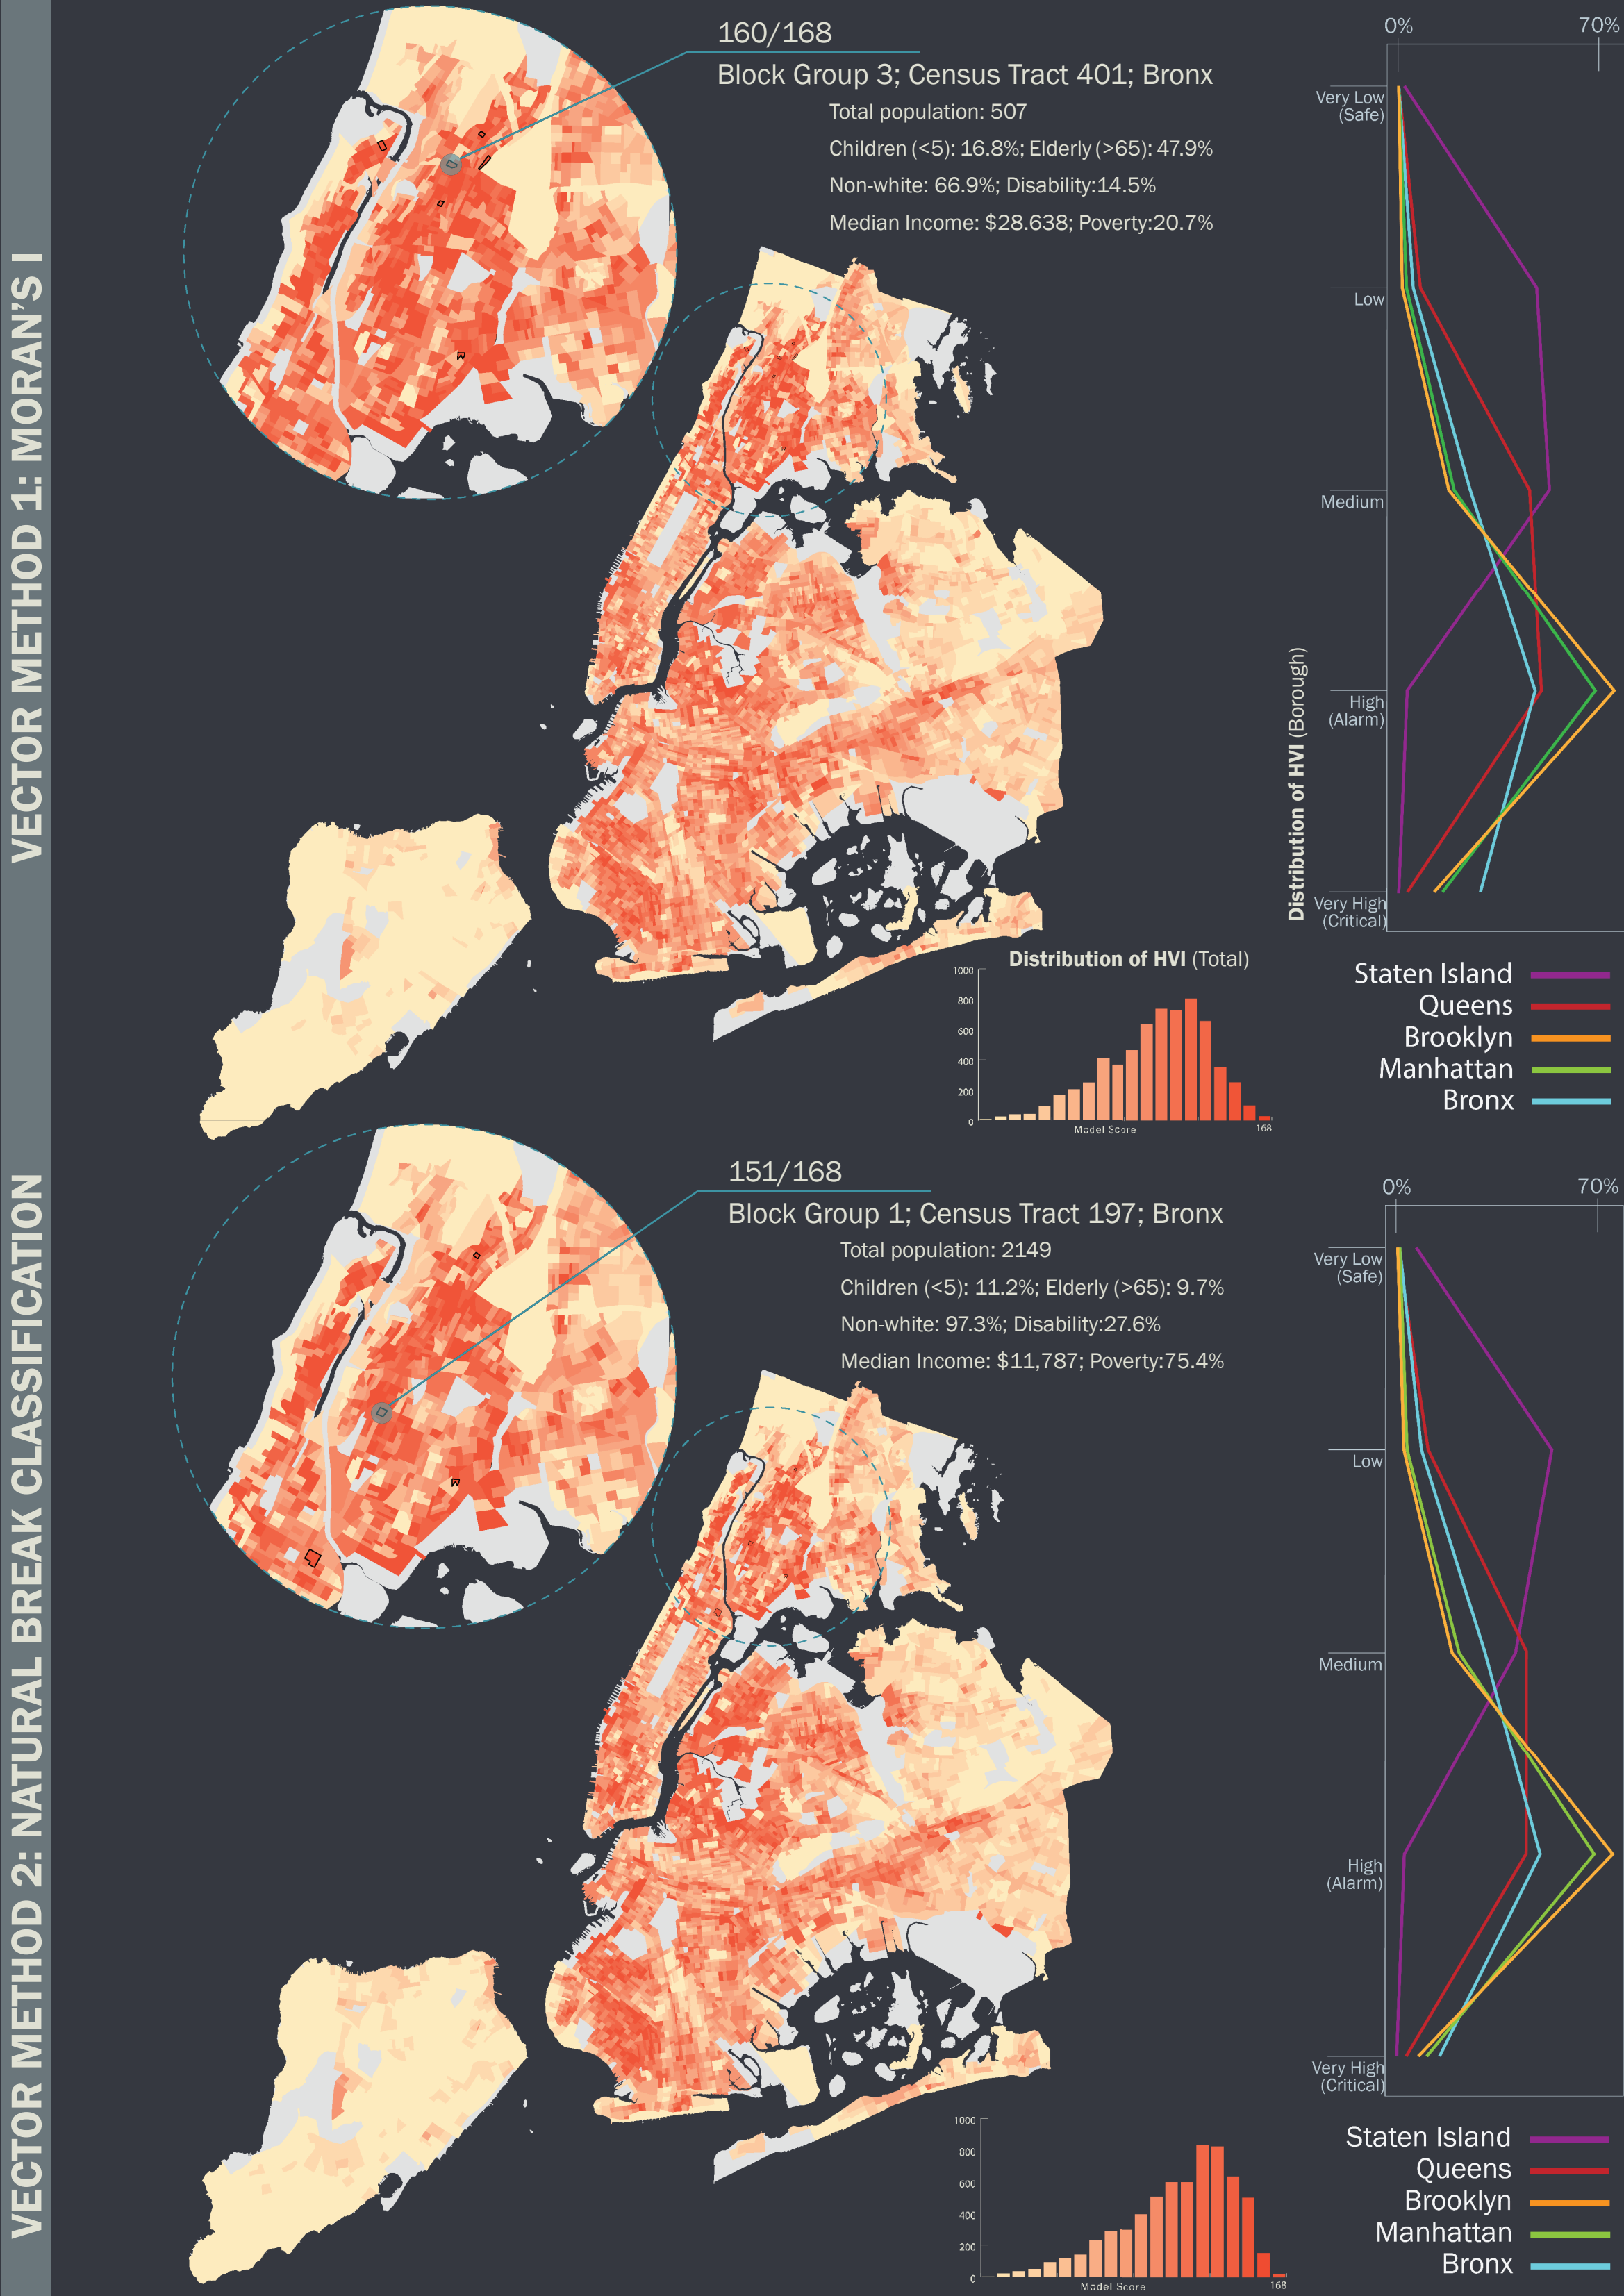 VECTOR METHOD 1: MORAN'S I
160/168
Block Group 3; Census Tract 401; Bronx
Total population: 507
Children (<5): 16.8%; Elderly (>65): 47.9%
Non-white: 66.9%; Disability:14.5%
Median Income: $28.638; Poverty:20.7%
0% 70%
Very Low
(Safe)
Low
Medium
High
(Alarm)
Very High
(Critical)
Distribution of HVI (Borough)
Distribution of HVI (Total)
1000
800
600
400
200
0
Model Score
168
Staten Island
Queens
Brooklyn
Manhattan
Bronx
VECTOR METHOD 2: NATURAL BREAK CLASSIFICATION
151/168
Block Group 1; Census Tract 197; Bronx
Total population: 2149
Children (<5): 11.2%; Elderly (>65): 9.7%
Non-white: 97.3%; Disability:27.6%
Median Income: $11,787; Poverty:75.4%
0% 70%
Very Low
(Safe)
Low
Medium
High
(Alarm)
Very High
(Critical)
1000
800
600
400
200
0
Model Score
168
Staten Island
Queens
Brooklyn
Manhattan
Bronx